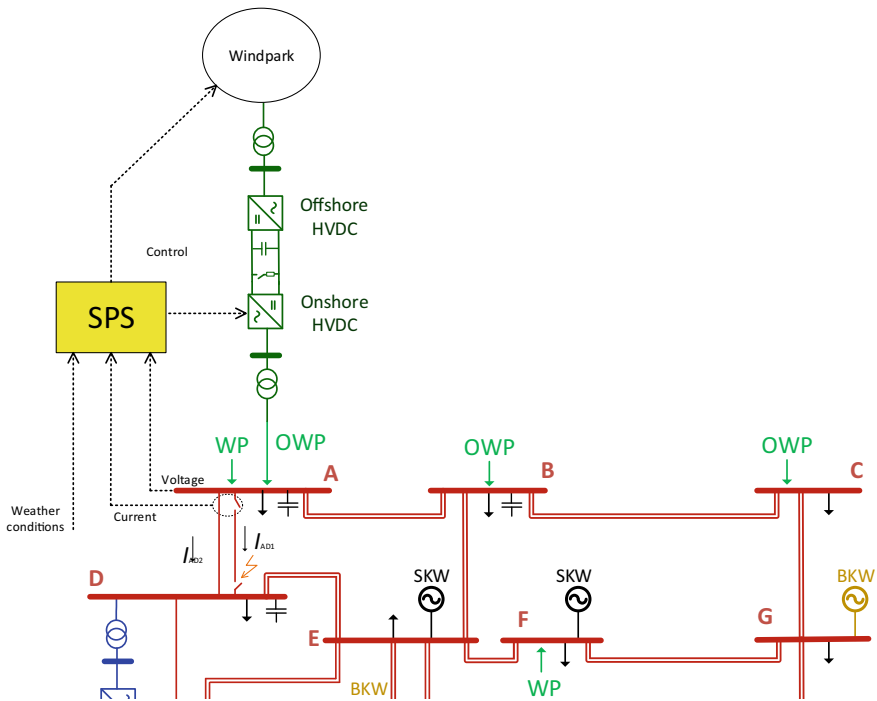 Windpark
Offshore
HVDC
Control
Onshore
HVDC
SPS
WP
OWP
OWP
OWP
A
B
C
Voltage
Weather
conditions
Current
I AD2
I AD1
D
SKW
SKW
BKW
E
F
G
BKW
WP